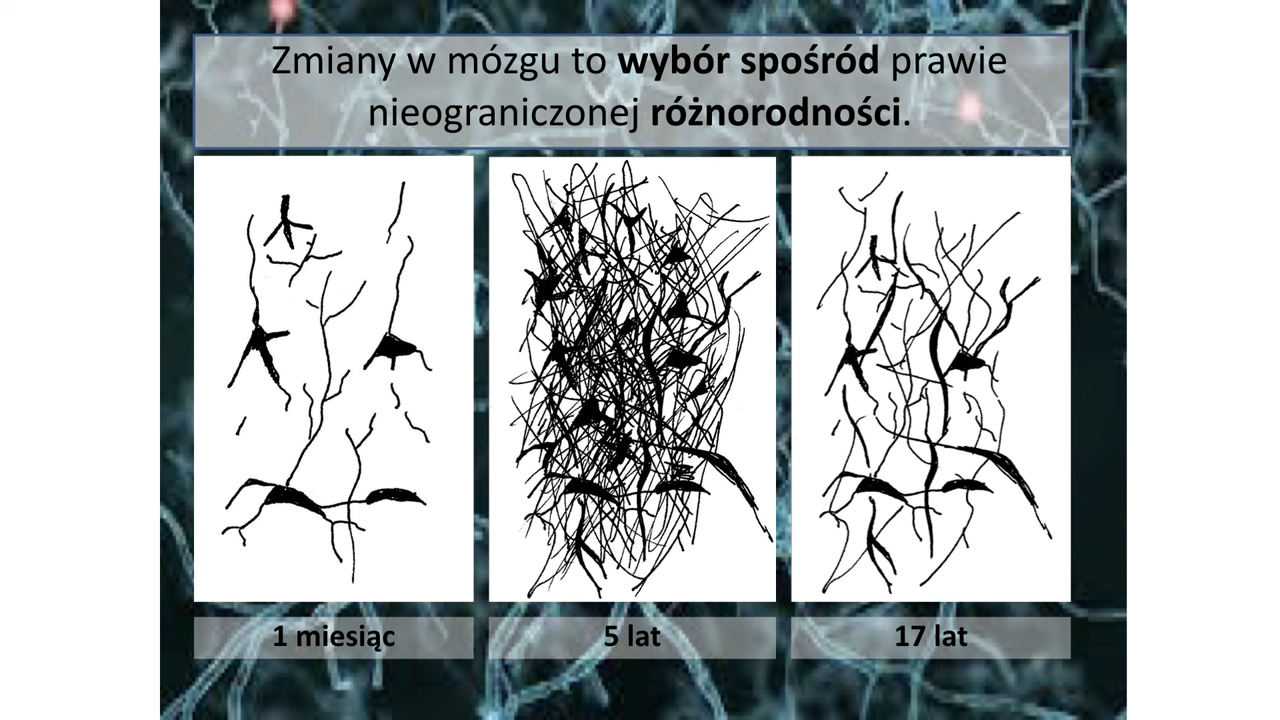 Zmiany w mózgu to wybór spośród prawie
nieograniczonej różnorodności.
1 miesiąc
5 lat
17 lat